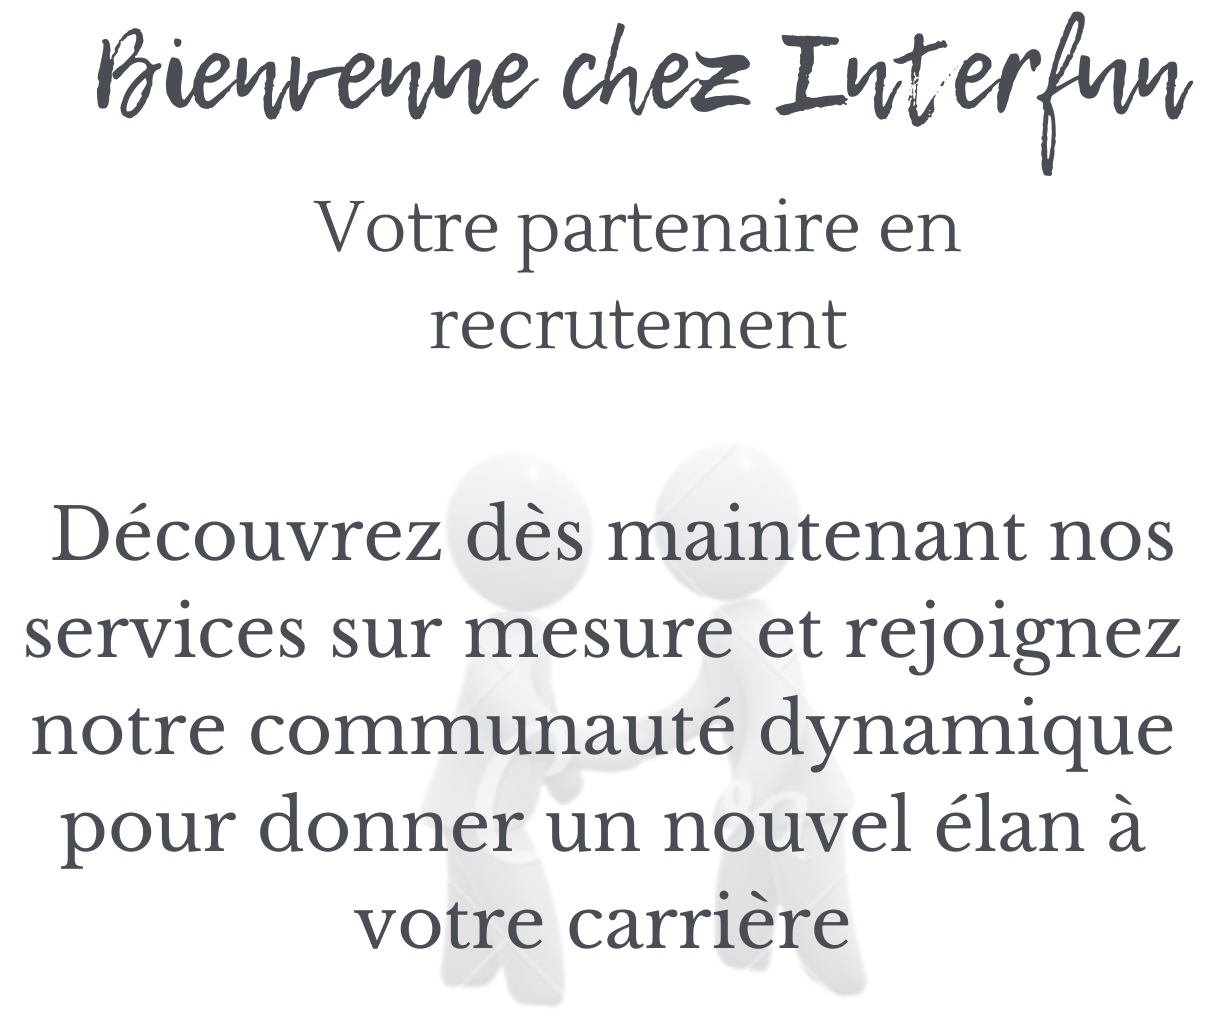 Bienvenue chez Interfun
Votre partenaire en
recrutement
Découvrez dès maintenant nos
services sur mesure et rejoignez
notre communauté dynamique
pour donner un nouvel élan à
votre carrière